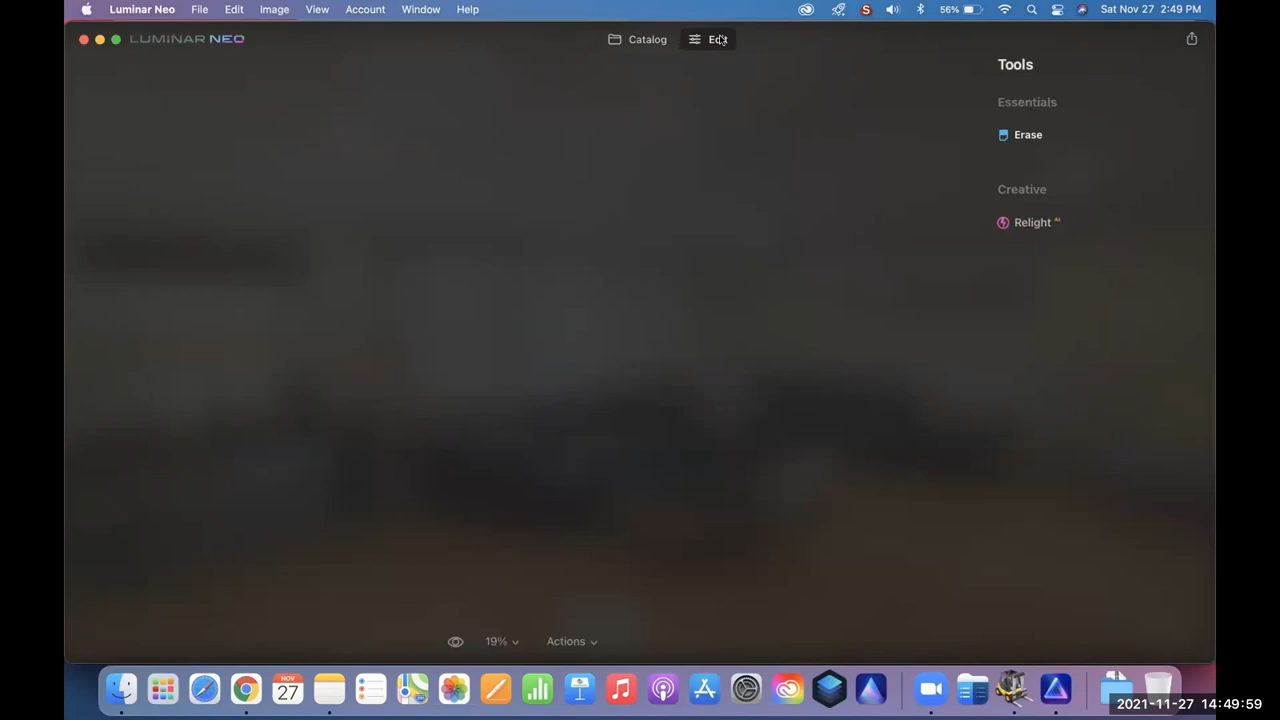 Luminar Neo File Edit Image View Account Window Help S 56% Sat Nov 27 2:49 PM
LUMINAR NEO Catalog Edit
Tools
Essentials
Erase
Creative
Relight AI
19% Actions
NOV
27
2021-11-27 14:49:59